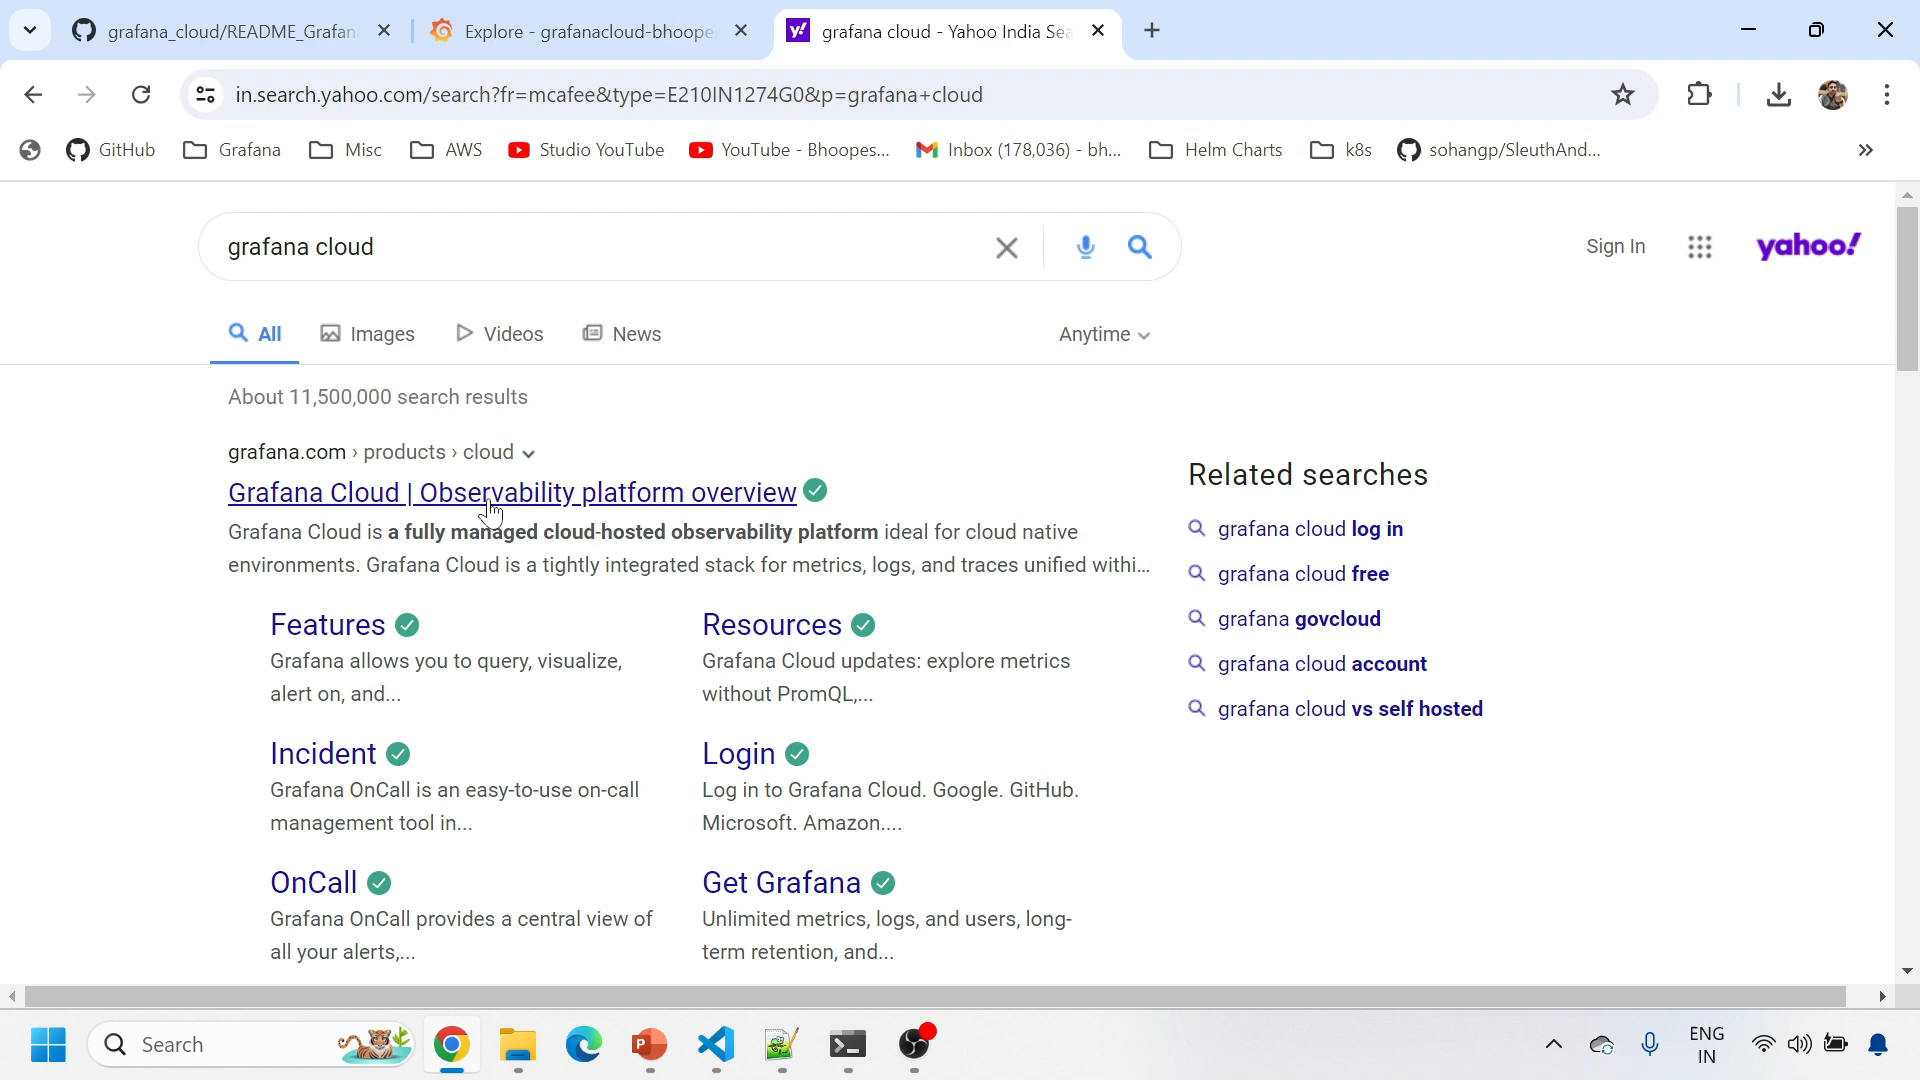 grafana_cloud/README_Grafan
Explore - grafanacloud-bhoope
grafana cloud - Yahoo India Sea
in.search.yahoo.com/search?fr=mcafee&type=E210IN1274G0&p=grafana+cloud
GitHub
Grafana
Misc
AWS
Studio YouTube
YouTube - Bhoopes...
Inbox (178,036) - bh...
Helm Charts
k8s
sohangp/SleuthAnd...
grafana cloud
Sign In
yahoo!
All
Images
Videos
News
Anytime
About 11,500,000 search results
grafana.com › products › cloud
Grafana Cloud | Observability platform overview
Grafana Cloud is a fully managed cloud-hosted observability platform ideal for cloud native
environments. Grafana Cloud is a tightly integrated stack for metrics, logs, and traces unified withi...
Features
Grafana allows you to query, visualize,
alert on, and...
Resources
Grafana Cloud updates: explore metrics
without PromQL,...
Incident
Grafana OnCall is an easy-to-use on-call
management tool in...
Login
Log in to Grafana Cloud. Google. GitHub.
Microsoft. Amazon....
OnCall
Grafana OnCall provides a central view of
all your alerts,...
Get Grafana
Unlimited metrics, logs, and users, long-
term retention, and...
Related searches
grafana cloud log in
grafana cloud free
grafana govcloud
grafana cloud account
grafana cloud vs self hosted
Search
ENG
IN